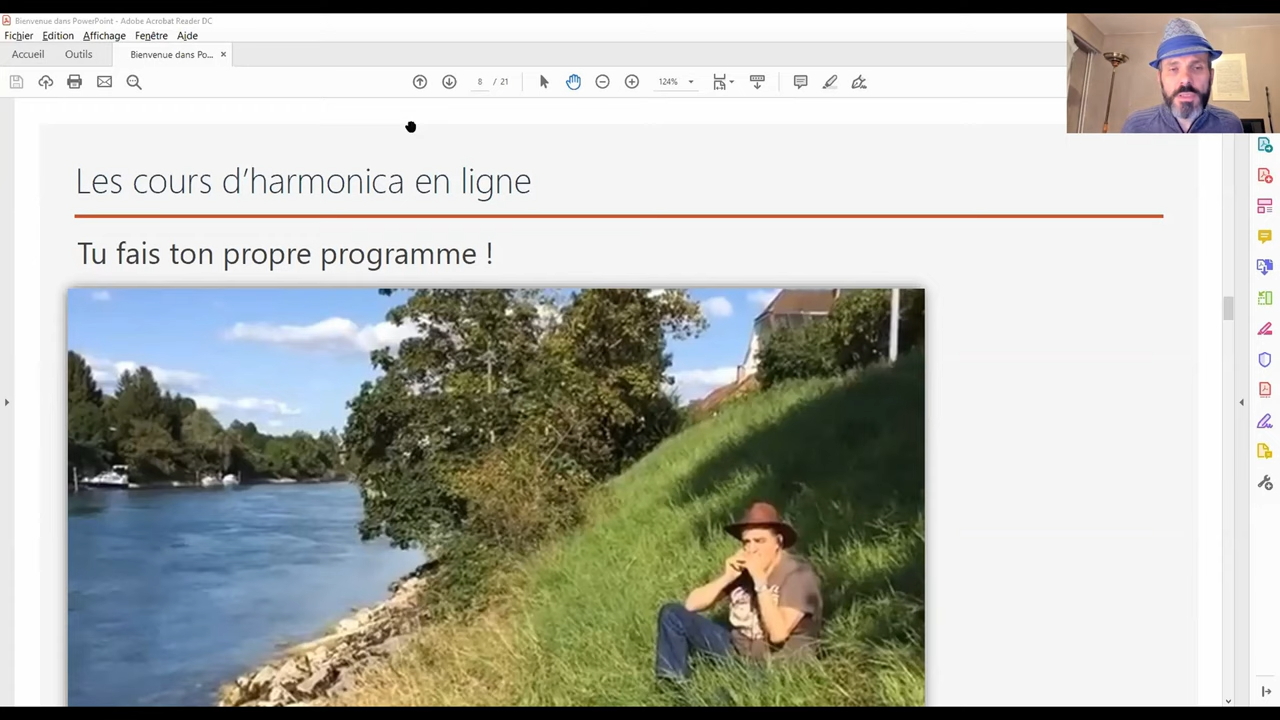 Bienvenue dans PowerPoint - Adobe Acrobat Reader DC
Fichier Edition Affichage Fenêtre Aide
Accueil Outils Bienvenue dans Po... ×
8 / 21 124%
Les cours d’harmonica en ligne
Tu fais ton propre programme !